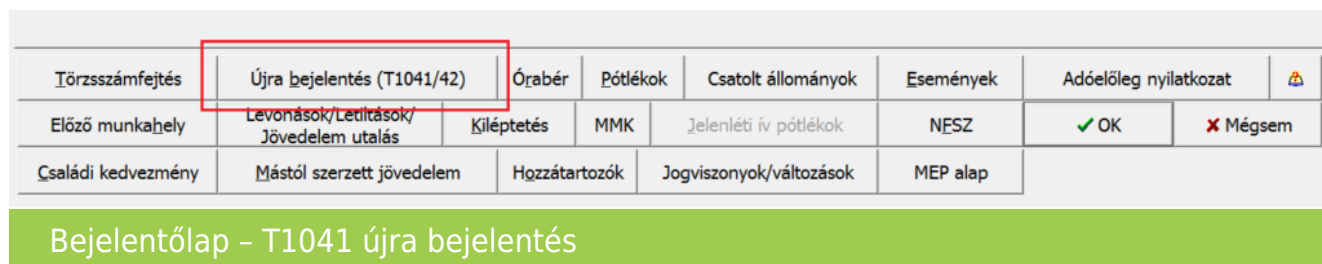 Törzsszámfejtés Újra bejelentés (T1041/42) Órabér Pótlékok Csatolt állományok Események Adóelőleg nyilatkozat
Előző munkahely Levonások/Letiltások/ Kiléptetés MMK Jelenléti ív pótlékok NFSZ OK Mégsem
Jövedelem utalás
Családi kedvezmény Mástól szerzett jövedelem Hozzátartozók Jogviszonyok/változások MEP alap
Bejelentőlap – T1041 újra bejelentés